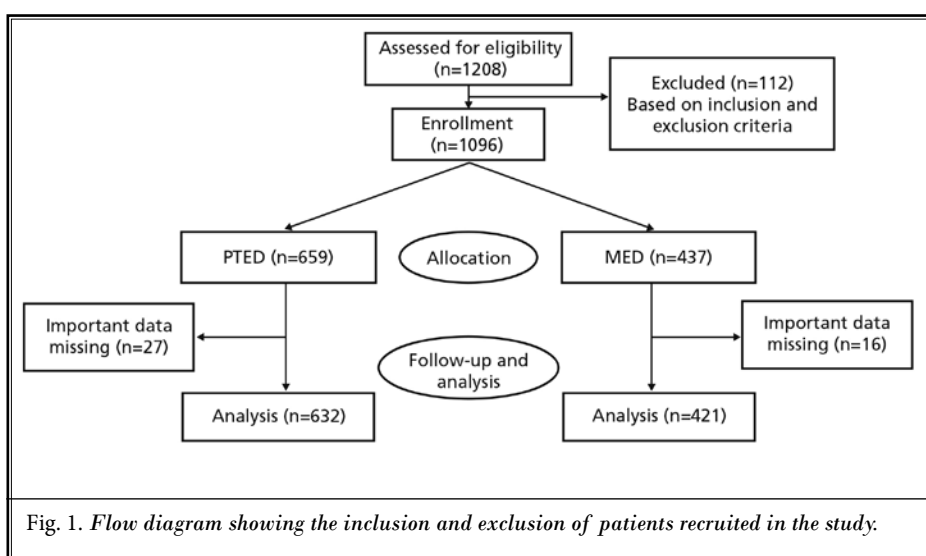 Assessed for eligibility
(n=1208)
Excluded (n=112)
Based on inclusion and
exclusion criteria
Enrollment
(n=1096)
PTED (n=659)
Allocation
MED (n=437)
Important data
missing (n=27)
Important data
missing (n=16)
Follow-up and
analysis
Analysis (n=632)
Analysis (n=421)
Fig. 1. Flow diagram showing the inclusion and exclusion of patients recruited in the study.